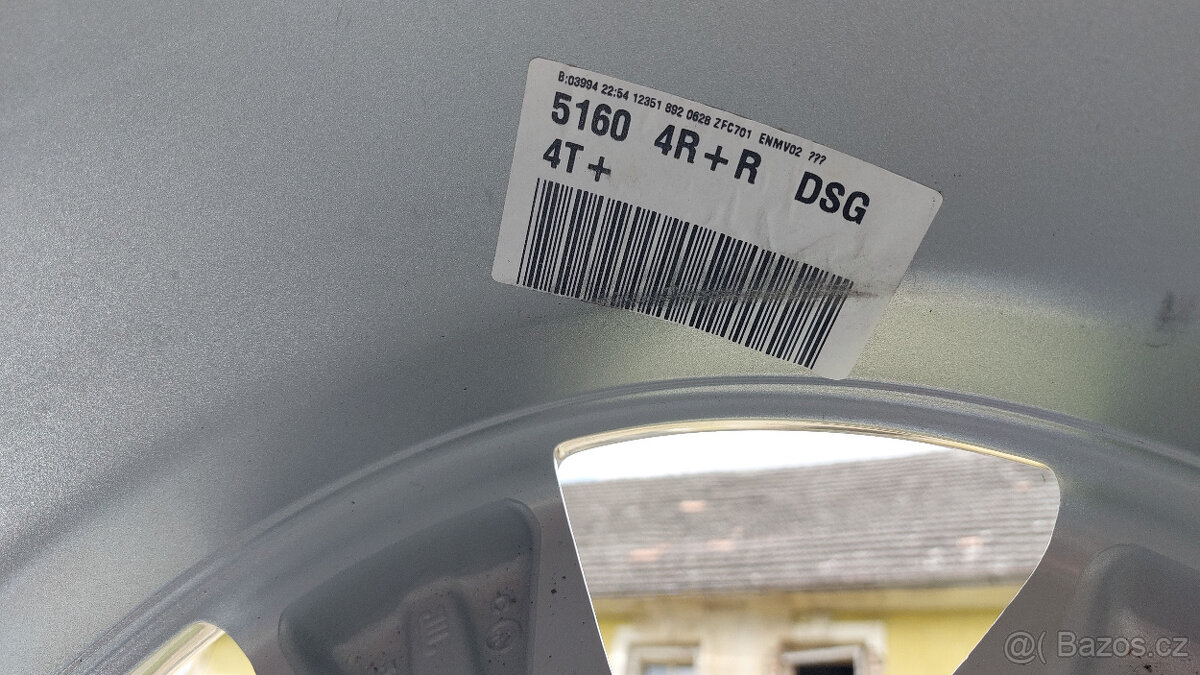 B:03994 22:54 12351 892 0628 ZFC701 ENMV02 ???
5160 4R+R DSG
4T+
@( Bazos.cz